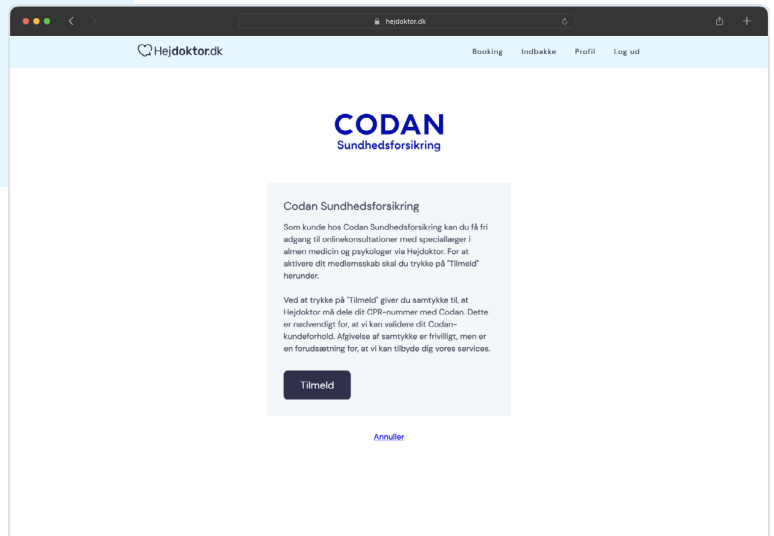 hejdoktor.dk
Hejdoktor.dk
Booking Indbakke Profil Log ud
CODAN
Sundhedsforsikring
Codan Sundhedsforsikring
Som kunde hos Codan Sundhedsforsikring kan du få fri
adgang til onlinekonsultationer med speciallæger i
almen medicin og psykologer via Hejdoktor. For at
aktivere dit medlemsskab skal du trykke på "Tilmeld"
herunder.
Ved at trykke på "Tilmeld" giver du samtykke til, at
Hejdoktor må dele dit CPR-nummer med Codan. Dette
er nødvendigt for, at vi kan validere dit Codan-
kundeforhold. Afgivelse af samtykke er frivilligt, men er
en forudsætning for, at vi kan tilbyde dig vores services.
Tilmeld
Annuller